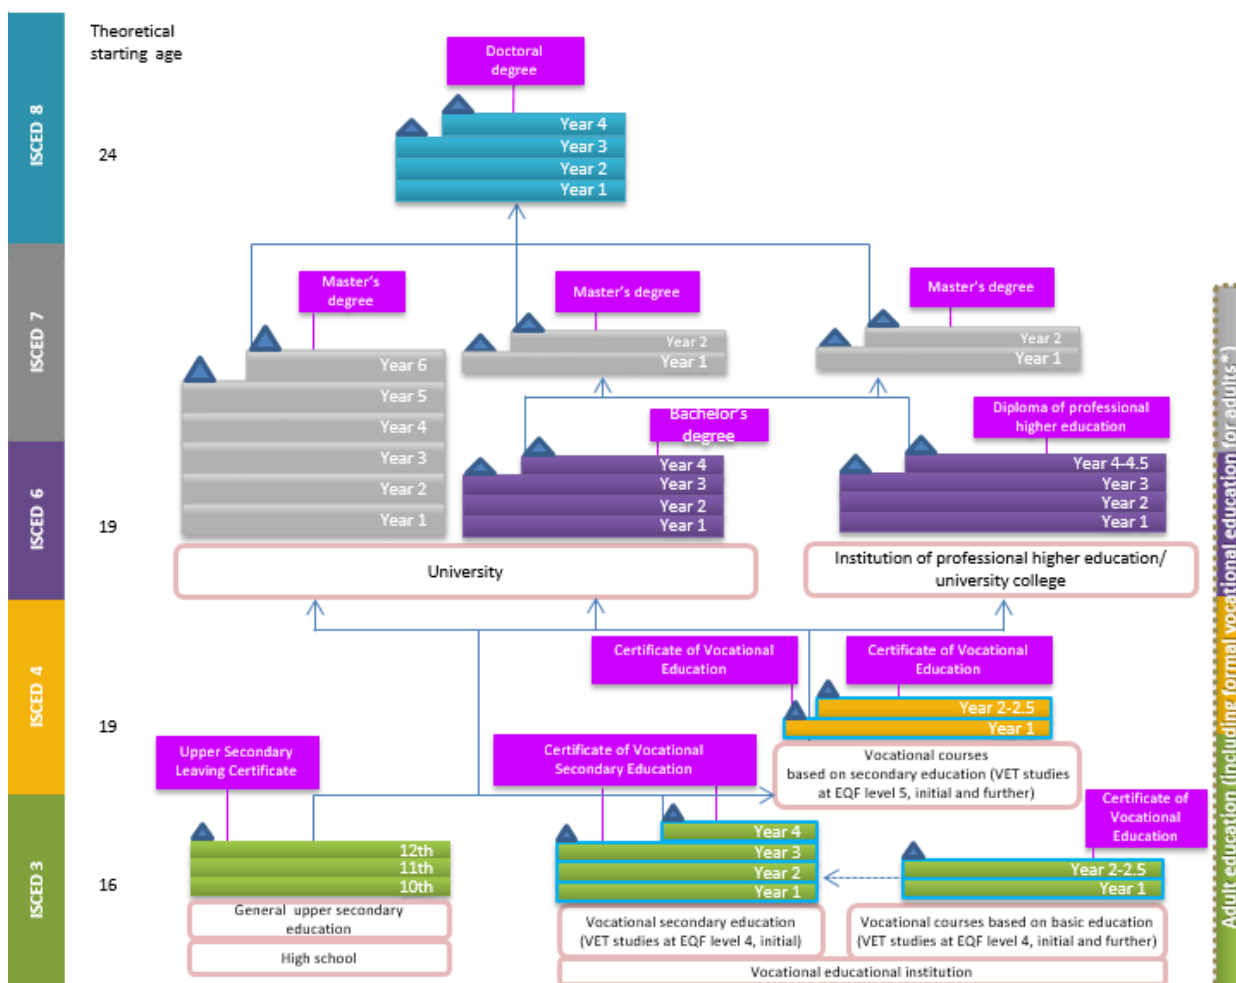 Theoretical
starting age
ISCED 8
24
Doctoral
degree
Year 4
Year 3
Year 2
Year 1
ISCED 7
Master's
degree
Year 6
Year 5
Year 4
Year 3
Year 2
Year 1
Master's degree
Year 2
Year 1
Master's degree
Year 2
Year 1
ISCED 6
19
Bachelor's
degree
Year 4
Year 3
Year 2
Year 1
Diploma of professional
higher education
Year 4-4.5
Year 3
Year 2
Year 1
University
Institution of professional higher education/
university college
ISCED 4
19
Certificate of Vocational
Education
Certificate of Vocational
Education
Year 2-2.5
Year 1
Vocational courses
based on secondary education (VET studies
at EQF level 5, initial and further)
ISCED 3
16
Upper Secondary
Leaving Certificate
12th
11th
10th
General upper secondary
education
High school
Certificate of Vocational
Secondary Education
Year 4
Year 3
Year 2
Year 1
Vocational secondary education
(VET studies at EQF level 4, initial)
Certificate of
Vocational
Education
Year 2-2.5
Year 1
Vocational courses based on basic education
(VET studies at EQF level 4, initial and further)
Vocational educational institution
Adult education (including formal vocational education for adults*)